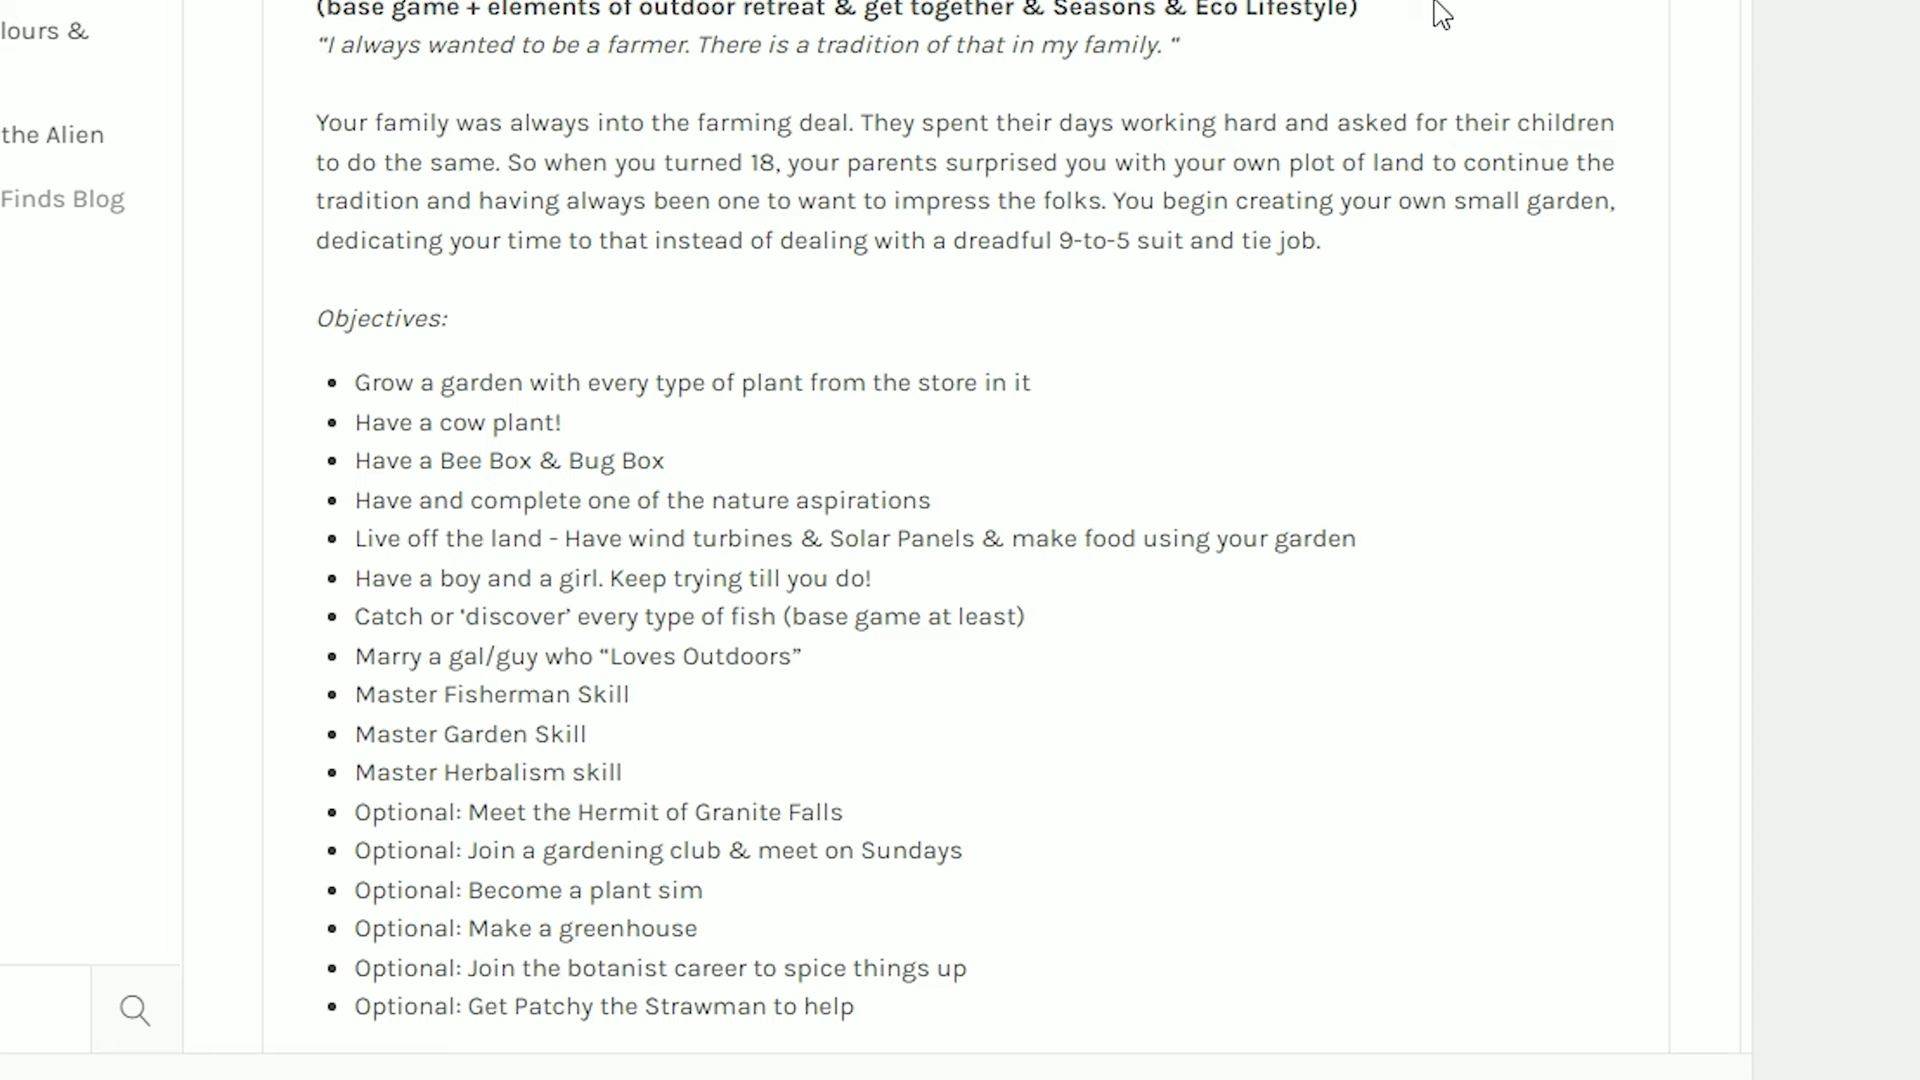 lours &
the Alien
Finds Blog
(base game + elements of outdoor retreat & get together & Seasons & Eco Lifestyle)
“I always wanted to be a farmer. There is a tradition of that in my family. “
Your family was always into the farming deal. They spent their days working hard and asked for their children
to do the same. So when you turned 18, your parents surprised you with your own plot of land to continue the
tradition and having always been one to want to impress the folks. You begin creating your own small garden,
dedicating your time to that instead of dealing with a dreadful 9-to-5 suit and tie job.
Objectives:
• Grow a garden with every type of plant from the store in it
• Have a cow plant!
• Have a Bee Box & Bug Box
• Have and complete one of the nature aspirations
• Live off the land - Have wind turbines & Solar Panels & make food using your garden
• Have a boy and a girl. Keep trying till you do!
• Catch or ‘discover’ every type of fish (base game at least)
• Marry a gal/guy who “Loves Outdoors”
• Master Fisherman Skill
• Master Garden Skill
• Master Herbalism skill
• Optional: Meet the Hermit of Granite Falls
• Optional: Join a gardening club & meet on Sundays
• Optional: Become a plant sim
• Optional: Make a greenhouse
• Optional: Join the botanist career to spice things up
• Optional: Get Patchy the Strawman to help